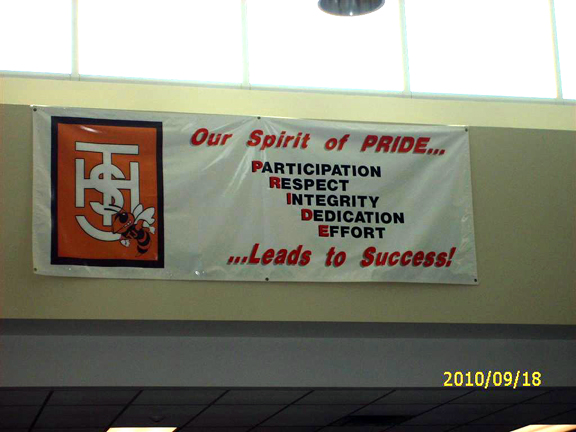 Our Spirit of PRIDE...
PARTICIPATION
RESPECT
INTEGRITY
DEDICATION
EFFORT
...Leads to Success!
2010/09/18